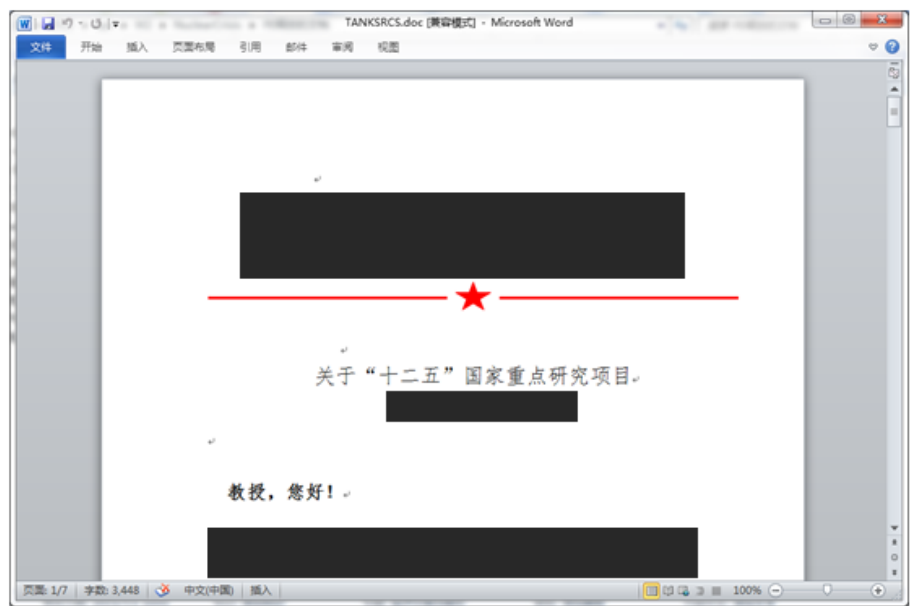 TANKSRCS.doc [兼容模式] - Microsoft Word
文件 开始 插入 页面布局 引用 邮件 审阅 视图
关于“十二五”国家重点研究项目
教授，您好！
页面: 1/7 字数: 3,448 中文(中国) 插入 100%